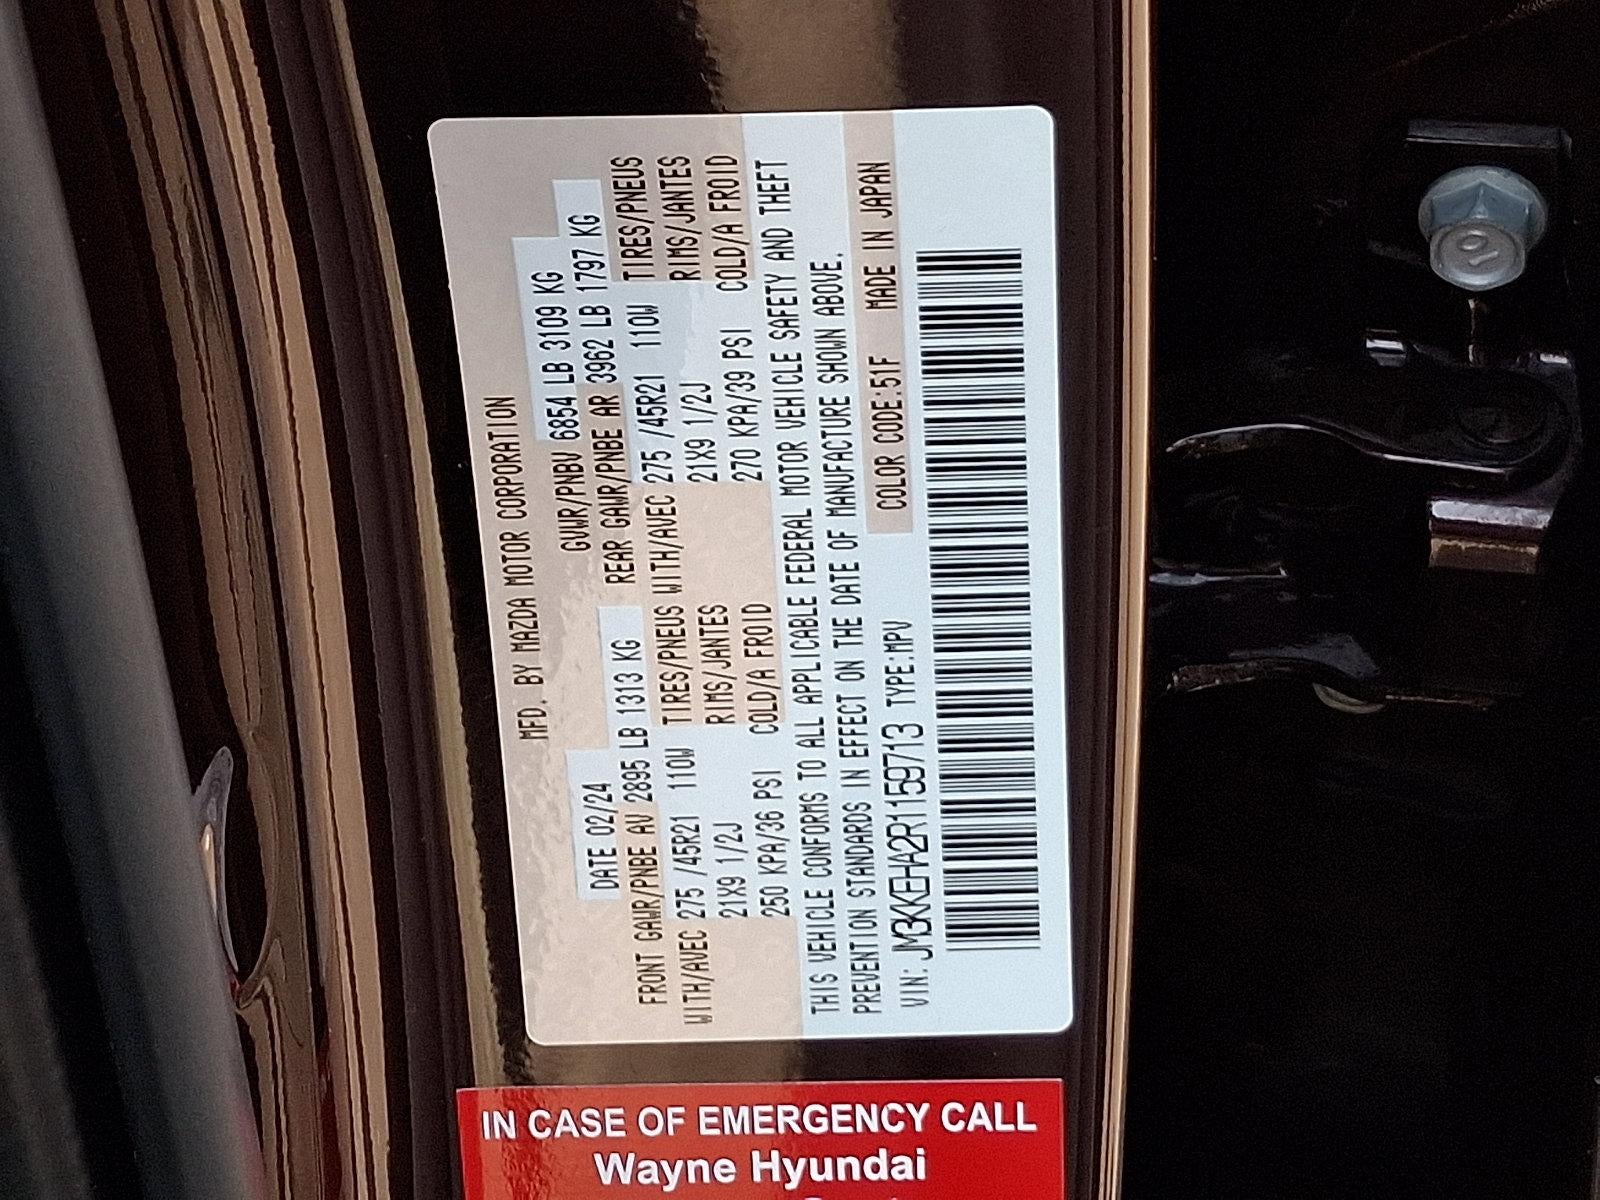 MFD. BY MAZDA MOTOR CORPORATION
DATE 02/24 GVWR/PNBV 6854 LB 3109 KG
FRONT GAWR/PNBE AV 2895 LB 1313 KG REAR GAWR/PNBE AR 3962 LB 1797 KG
WITH/AVEC 275 /45R21 110W TIRES/PNEUS WITH/AVEC 275 /45R21 110W TIRES/PNEUS
21X9 1/2J RIMS/JANTES 21X9 1/2J RIMS/JANTES
250 KPA/36 PSI COLD/A FROID 270 KPA/39 PSI COLD/A FROID
THIS VEHICLE CONFORMS TO ALL APPLICABLE FEDERAL MOTOR VEHICLE SAFETY AND THEFT
PREVENTION STANDARDS IN EFFECT ON THE DATE OF MANUFACTURE SHOWN ABOVE.
VIN: JM3KKEHA2R1159713 TYPE:MPV COLOR CODE:51F MADE IN JAPAN
IN CASE OF EMERGENCY CALL
Wayne Hyundai
10